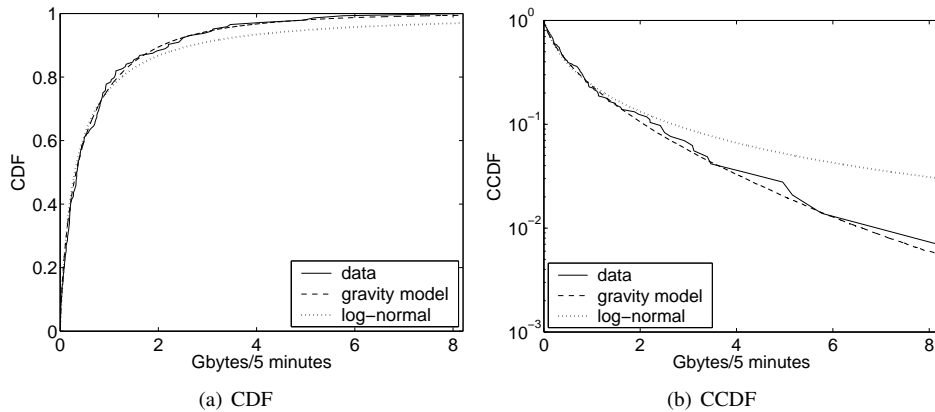 1
0.8
0.6
0.4
0.2
0
CDF
0 2 4 6 8
Gbytes/5 minutes
data
gravity model
log−normal
(a) CDF
10^0
10^−1
10^−2
10^−3
CCDF
0 2 4 6 8
Gbytes/5 minutes
data
gravity model
log−normal
(b) CCDF